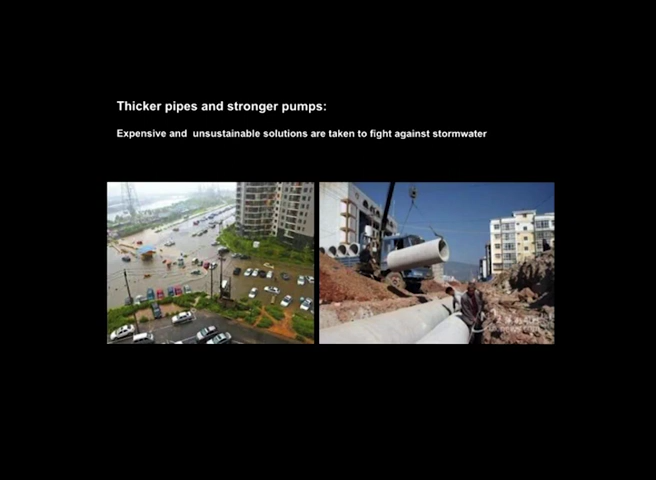 Thicker pipes and stronger pumps:
Expensive and unsustainable solutions are taken to fight against stormwater